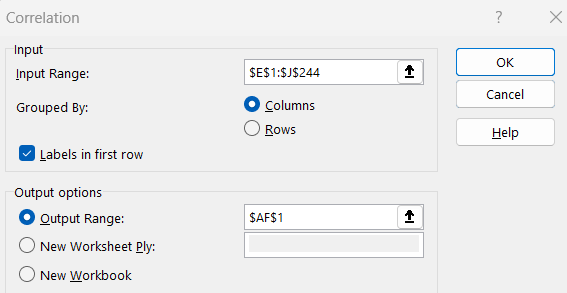 Correlation ?
Input
Input Range: $E$1:$J$244
OK
Grouped By: Columns
Cancel
Rows
Help
Labels in first row
Output options
Output Range: $AF$1
New Worksheet Ply:
New Workbook